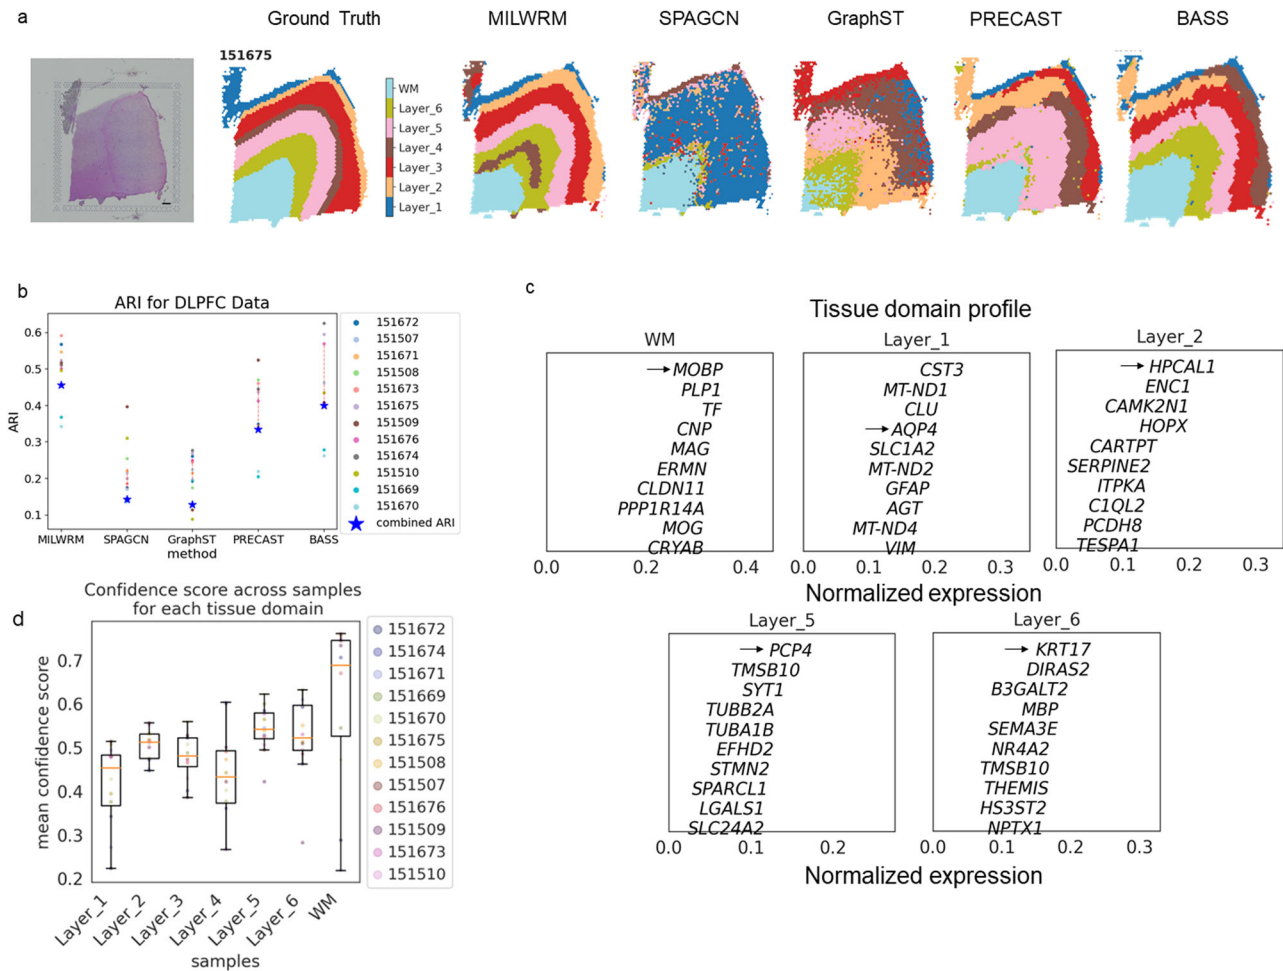 a
Ground Truth
MILWRM
SPAGCN
GraphST
PRECAST
BASS
151675
WM
Layer_6
Layer_5
Layer_4
Layer_3
Layer_2
Layer_1
b
ARI for DLPFC Data
ARI
0.6
0.5
0.4
0.3
0.2
0.1
MILWRM
SPAGCN
GraphST
PRECAST
BASS
method
151672
151507
151671
151508
151673
151675
151509
151676
151674
151510
151669
151670
combined ARI
c
Tissue domain profile
WM
MOBP
PLP1
TF
CNP
MAG
ERMN
CLDN11
PPP1R14A
MOG
CRYAB
0.0
0.2
0.4
Layer_1
CST3
MT-ND1
CLU
AQP4
SLC1A2
MT-ND2
GFAP
AGT
MT-ND4
VIM
0.0
0.1
0.2
0.3
Layer_2
HPCAL1
ENC1
CAMK2N1
HOPX
CARTPT
SERPINE2
ITPKA
C1QL2
PCDH8
TESPA1
0.0
0.1
0.2
0.3
Normalized expression
Layer_5
PCP4
TMSB10
SYT1
TUBB2A
TUBA1B
EFHD2
STMN2
SPARCL1
LGALS1
SLC24A2
0.0
0.1
0.2
Layer_6
KRT17
DIRAS2
B3GALT2
MBP
SEMA3E
NR4A2
TMSB10
THEMIS
HS3ST2
NPTX1
0.0
0.1
0.2
0.3
Normalized expression
d
Confidence score across samples
for each tissue domain
mean confidence score
0.7
0.6
0.5
0.4
0.3
0.2
Layer_1
Layer_2
Layer_3
Layer_4
Layer_5
Layer_6
WM
samples
151672
151674
151671
151669
151670
151675
151508
151507
151676
151509
151673
151510